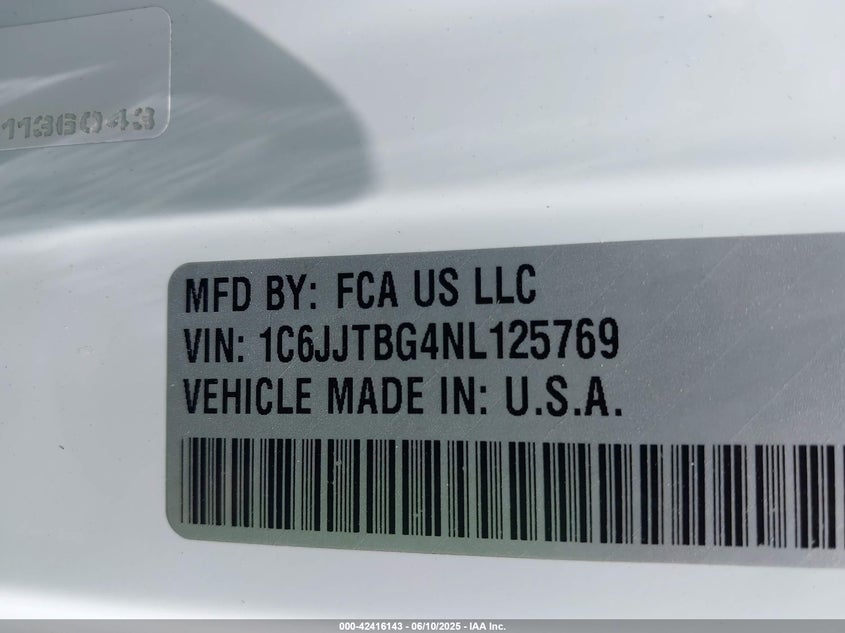 1136043
MFD BY: FCA US LLC
VIN: 1C6JJTBG4NL125769
VEHICLE MADE IN: U.S.A.
000-42416143 - 06/10/2025 - IAA Inc.